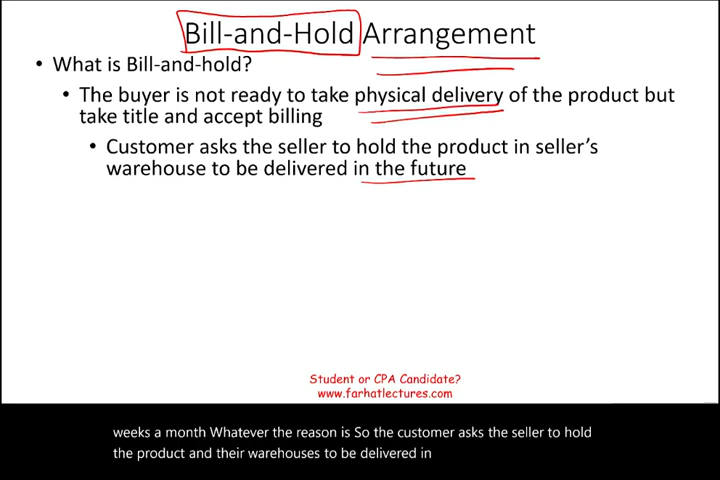 Bill-and-Hold Arrangement
• What is Bill-and-hold?
• The buyer is not ready to take physical delivery of the product but
take title and accept billing
• Customer asks the seller to hold the product in seller's
warehouse to be delivered in the future
Student or CPA Candidate?
www.farhatlectures.com
weeks a month Whatever the reason is So the customer asks the seller to hold
the product and their warehouses to be delivered in